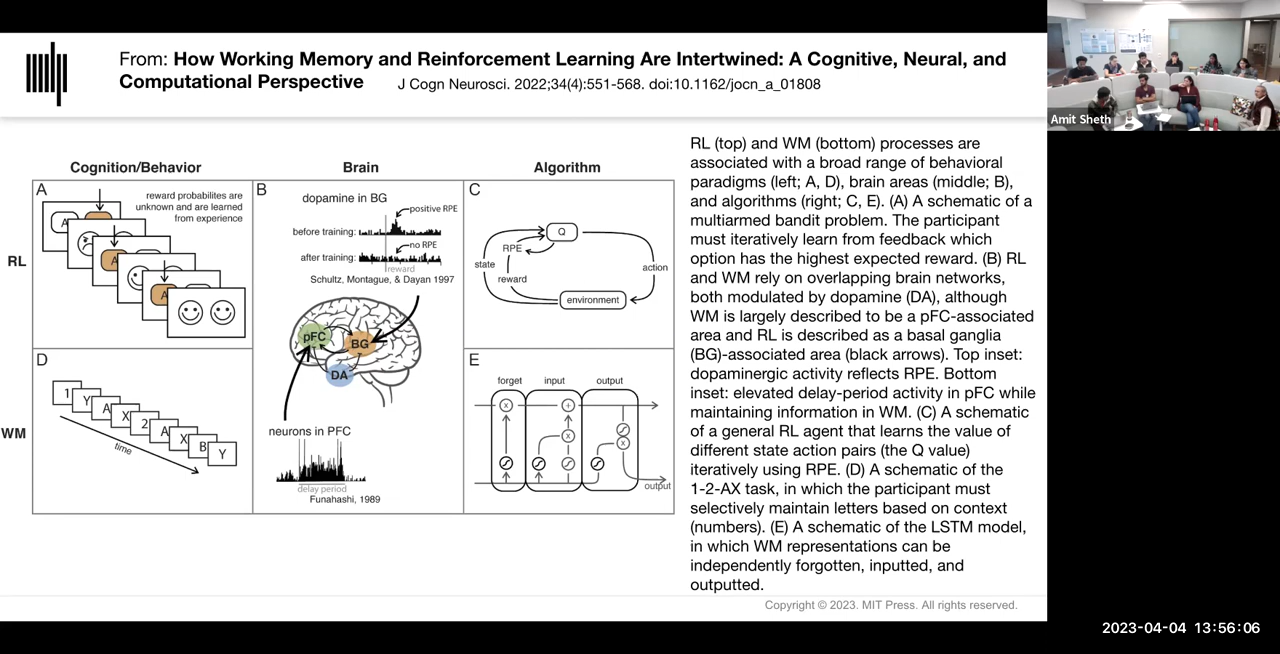 From: How Working Memory and Reinforcement Learning Are Intertwined: A Cognitive, Neural, and
Computational Perspective
J Cogn Neurosci. 2022;34(4):551-568. doi:10.1162/jocn_a_01808
Amit Sheth
Cognition/Behavior
Brain
Algorithm
RL
WM
A
reward probabilites are
unknown and are learned
from experience
A
A
A
B
dopamine in BG
positive RPE
before training:
no RPE
after training:
reward
Schultz, Montague, & Dayan 1997
pFC
BG
DA
neurons in PFC
delay period
Funahashi, 1989
C
Q
RPE
state
reward
action
environment
D
1
Y
A
X
2
A
X
B
Y
time
E
forget
input
output
x
+
x
x
x
output
RL (top) and WM (bottom) processes are
associated with a broad range of behavioral
paradigms (left; A, D), brain areas (middle; B),
and algorithms (right; C, E). (A) A schematic of a
multiarmed bandit problem. The participant
must iteratively learn from feedback which
option has the highest expected reward. (B) RL
and WM rely on overlapping brain networks,
both modulated by dopamine (DA), although
WM is largely described to be a pFC-associated
area and RL is described as a basal ganglia
(BG)-associated area (black arrows). Top inset:
dopaminergic activity reflects RPE. Bottom
inset: elevated delay-period activity in pFC while
maintaining information in WM. (C) A schematic
of a general RL agent that learns the value of
different state action pairs (the Q value)
iteratively using RPE. (D) A schematic of the
1-2-AX task, in which the participant must
selectively maintain letters based on context
(numbers). (E) A schematic of the LSTM model,
in which WM representations can be
independently forgotten, inputted, and
outputted.
Copyright © 2023. MIT Press. All rights reserved.
2023-04-04 13:56:06